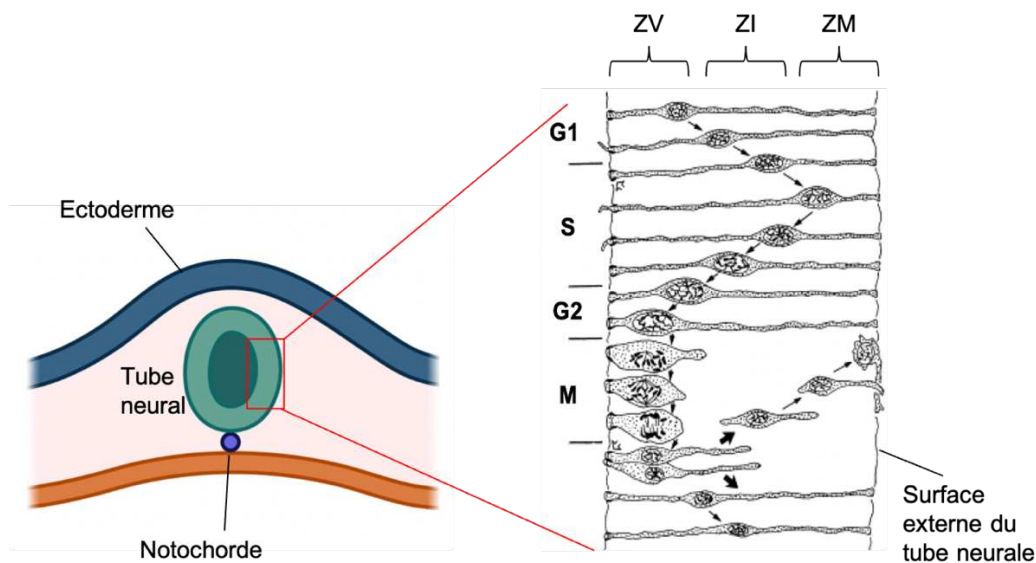 ZV ZI ZM
G1
S
G2
M
Ectoderme
Tube
neural
Notochorde
Surface
externe du
tube neurale